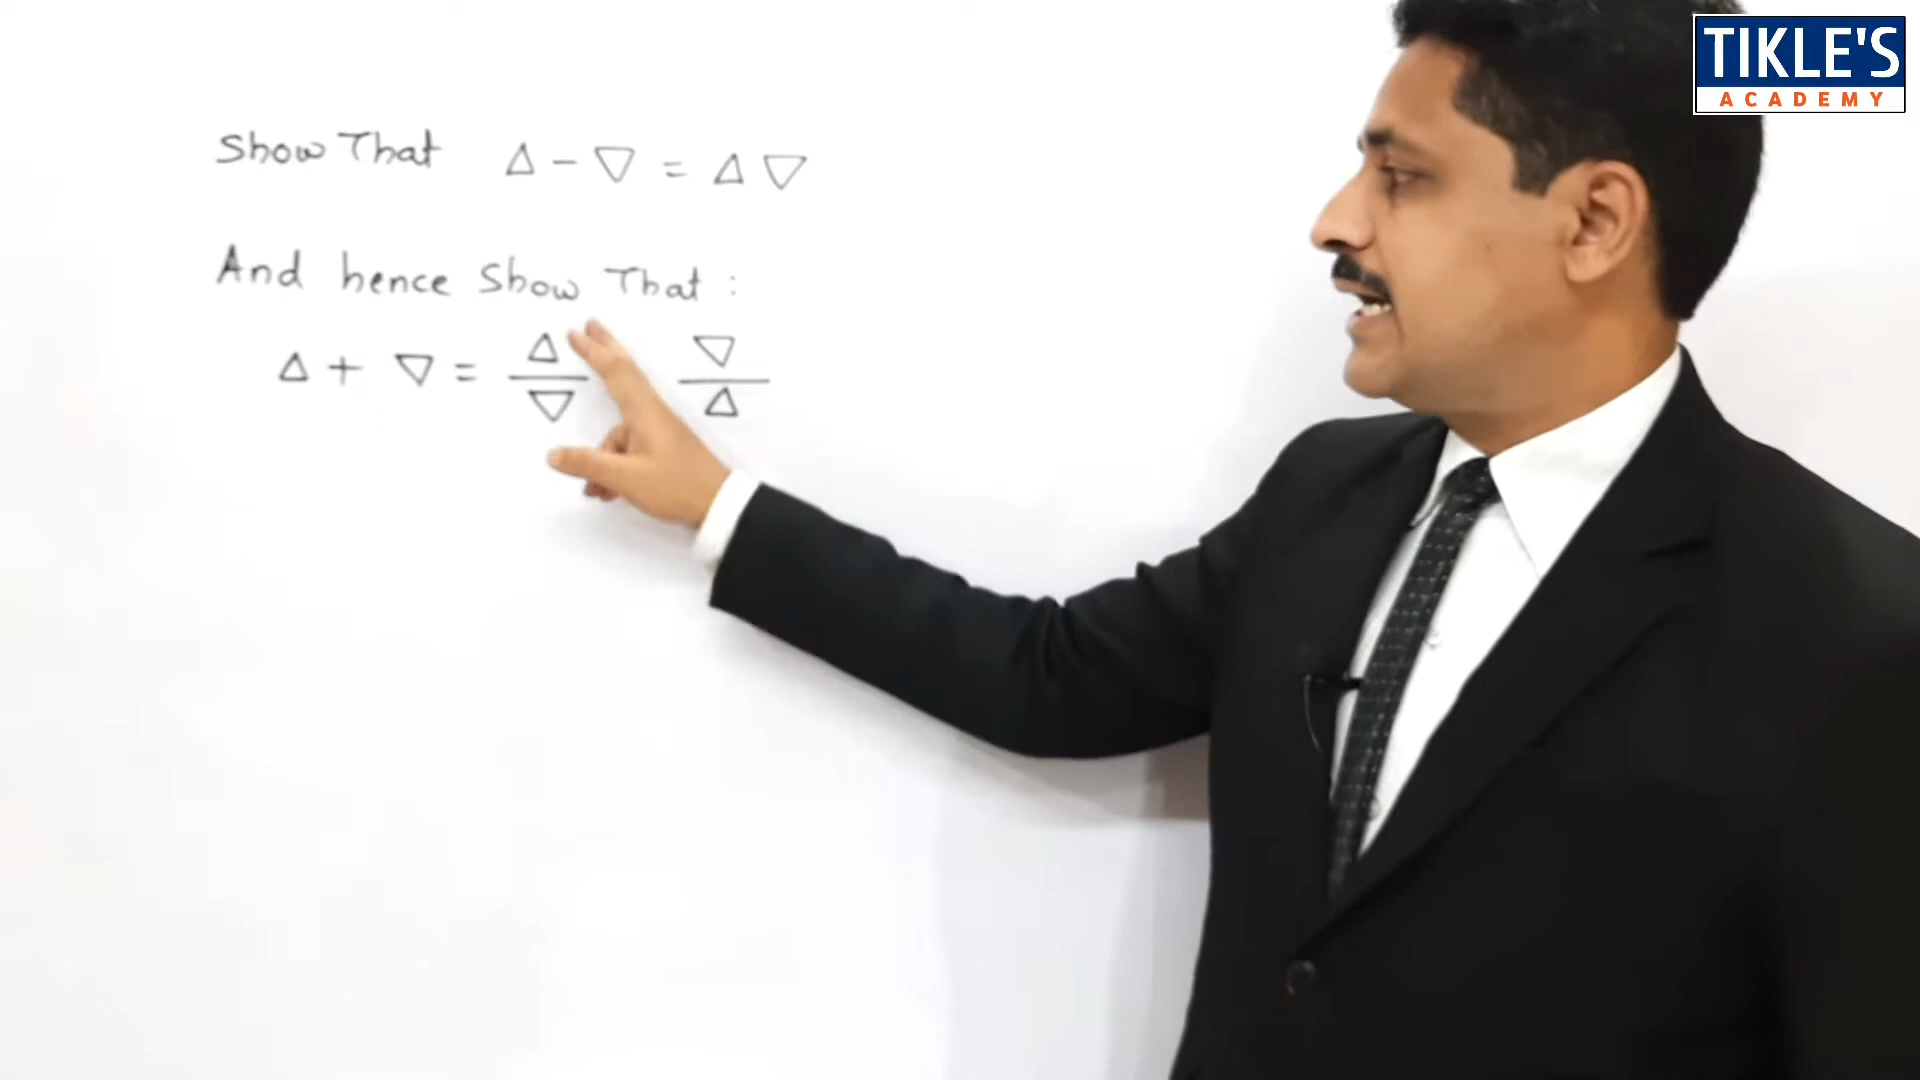 TIKLE'S
ACADEMY
Show That Δ - ∇ = Δ ∇
And hence Show That :
Δ + ∇ = Δ/∇ ∇/Δ